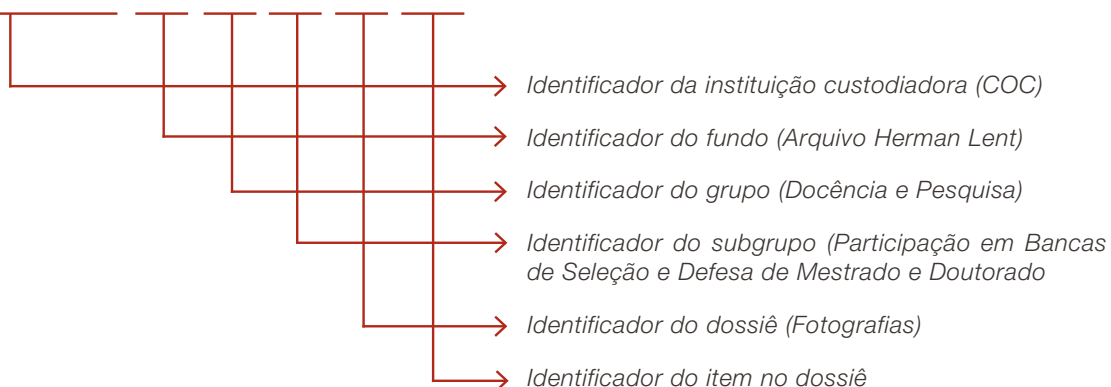 Identificador da instituição custodiadora (COC)
Identificador do fundo (Arquivo Herman Lent)
Identificador do grupo (Docência e Pesquisa)
Identificador do subgrupo (Participação em Bancas
de Seleção e Defesa de Mestrado e Doutorado
Identificador do dossiê (Fotografias)
Identificador do item no dossiê